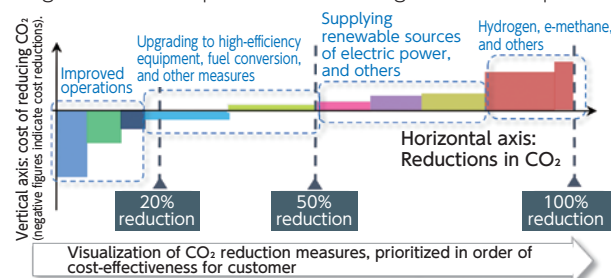 Vertical axis: cost of reducing CO₂
(negative figures indicate cost reductions).
Improved
operations
Upgrading to high-efficiency
equipment, fuel conversion,
and other measures
Supplying
renewable sources
of electric power,
and others
Hydrogen, e-methane,
and others
Horizontal axis:
Reductions in CO₂
20%
reduction
50%
reduction
100%
reduction
Visualization of CO₂ reduction measures, prioritized in order of
cost-effectiveness for customer